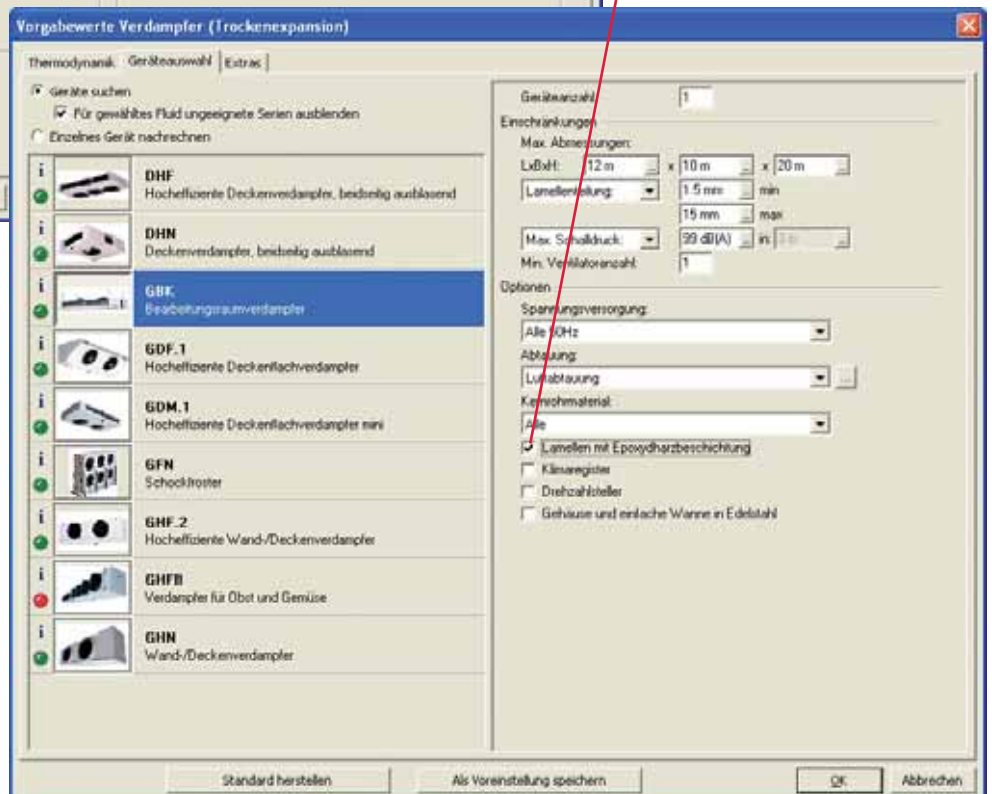 Vorgabewerte Verdampfer (Trockenexpansion)
Thermodynamik Geräteauswahl Extras
Geräte suchen
Für gewähltes Fluid ungeeignete Serien ausblenden
Einzelnes Gerät nachrechnen
i DHF
Hocheffiziente Deckenverdampfer, beidseitig ausblasend
i DHN
Deckenverdampfer, beidseitig ausblasend
i GBK
Bearbeitungsraumverdampfer
i GDF.1
Hocheffiziente Deckenflachverdampfer
i GDM.1
Hocheffiziente Deckenflachverdampfer mini
i GFN
Schockfroster
i GHF.2
Hocheffiziente Wand-/Deckenverdampfer
i GHFB
Verdampfer für Obst und Gemüse
i GHN
Wand-/Deckenverdampfer
Geräteanzahl: 1
Einschränkungen
Max. Abmessungen:
LxBxH: 12 m ... x 10 m ... x 20 m ...
Lamellenteilung: 1.5 mm ... min
15 mm ... max
Max. Schalldruck: 99 dB(A) ... in: ...
Min. Ventilatoranzahl: 1
Optionen
Spannungsversorgung:
Alle 50Hz
Abtauung:
Luftabtauung ...
Kernrohrmaterial:
Alle
Lamellen mit Epoxydharzbeschichtung
Klimaregister
Drehzahlsteller
Gehäuse und einfache Wanne in Edelstahl
Standard herstellen Als Voreinstellung speichern OK Abbrechen